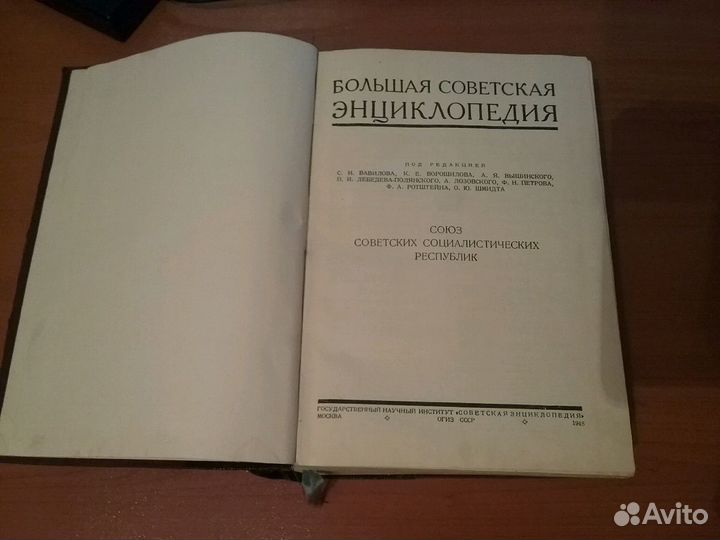 БОЛЬШАЯ СОВЕТСКАЯ
ЭНЦИКЛОПЕДИЯ
ПОД РЕДАКЦИЕЙ
С. И. ВАВИЛОВА, К. Е. ВОРОШИЛОВА, А. Я. ВЫШИНСКОГО,
П. И. ЛЕБЕДЕВА-ПОЛЯНСКОГО, А. ЛОЗОВСКОГО, Ф. Н. ПЕТРОВА,
Ф. А. РОТШТЕЙНА, О. Ю. ШМИДТА
СОЮЗ
СОВЕТСКИХ СОЦИАЛИСТИЧЕСКИХ
РЕСПУБЛИК
ГОСУДАРСТВЕННЫЙ НАУЧНЫЙ ИНСТИТУТ «СОВЕТСКАЯ ЭНЦИКЛОПЕДИЯ»
МОСКВА ОГИЗ СССР 1948
Avito